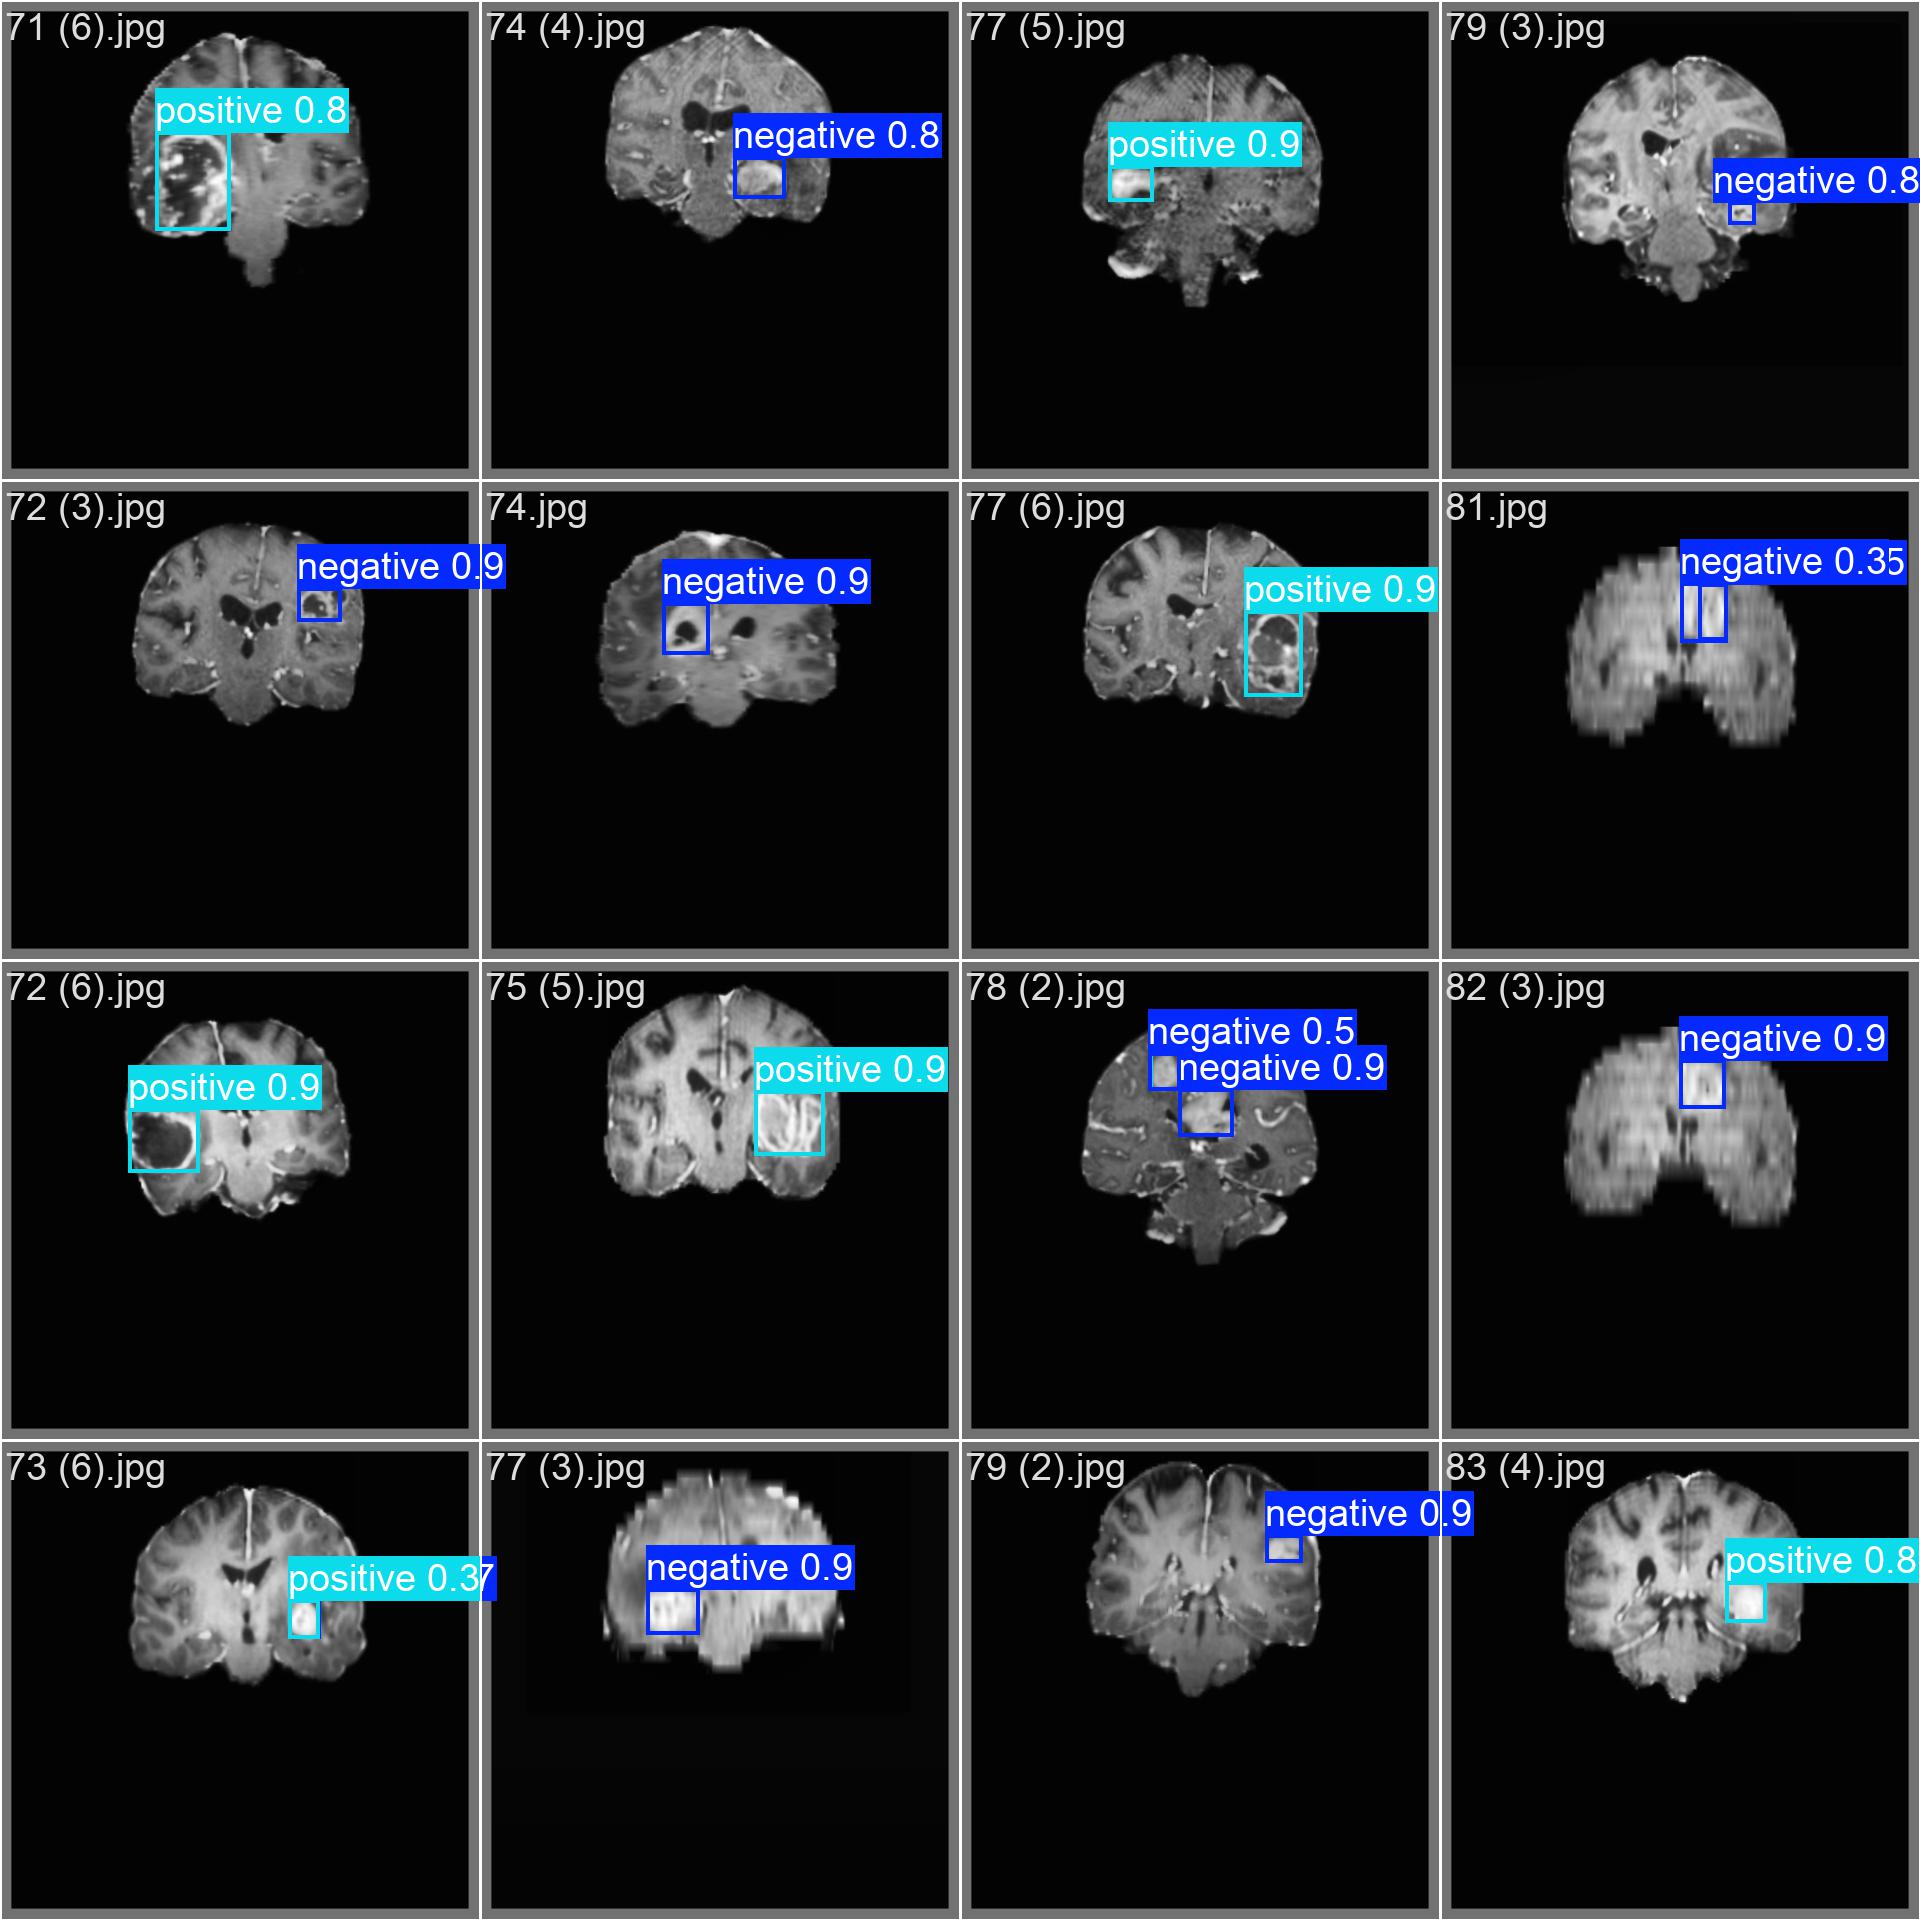 71 (6).jpg
positive 0.8
74 (4).jpg
negative 0.8
77 (5).jpg
positive 0.9
79 (3).jpg
negative 0.8
72 (3).jpg
negative 0.9
74.jpg
negative 0.9
77 (6).jpg
positive 0.9
81.jpg
negative 0.35
72 (6).jpg
positive 0.9
75 (5).jpg
positive 0.9
78 (2).jpg
negative 0.5
negative 0.9
82 (3).jpg
negative 0.9
73 (6).jpg
positive 0.37
77 (3).jpg
negative 0.9
79 (2).jpg
negative 0.9
83 (4).jpg
positive 0.8